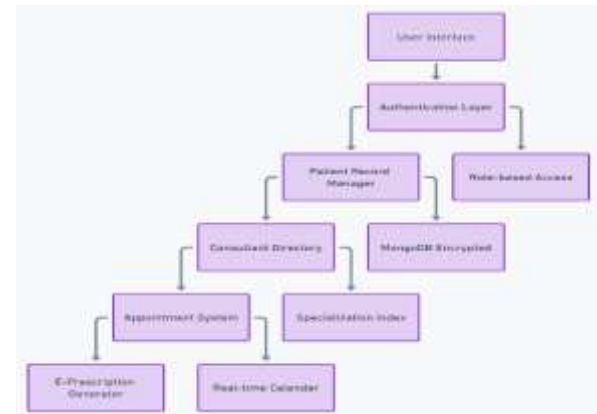 User Interface
Authentication Layer
Patient Record
Manager
Role-based Access
Consultant Directory
MongoDB Encrypted
Appointment System
Specialization Index
E-Prescription
Generator
Real-time Calander